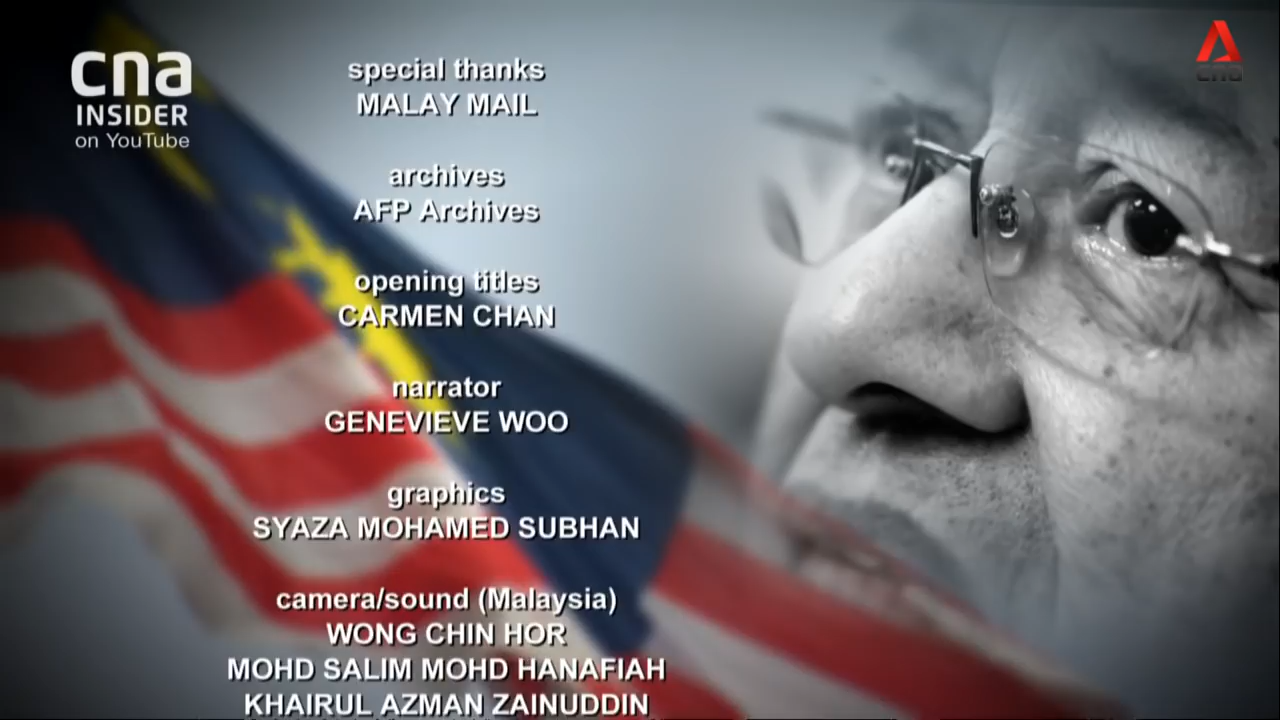 cna
INSIDER
on YouTube
cna
special thanks
MALAY MAIL
archives
AFP Archives
opening titles
CARMEN CHAN
narrator
GENEVIEVE WOO
graphics
SYAZA MOHAMED SUBHAN
camera/sound (Malaysia)
WONG CHIN HOR
MOHD SALIM MOHD HANAFIAH
KHAIRUL AZMAN ZAINUDDIN